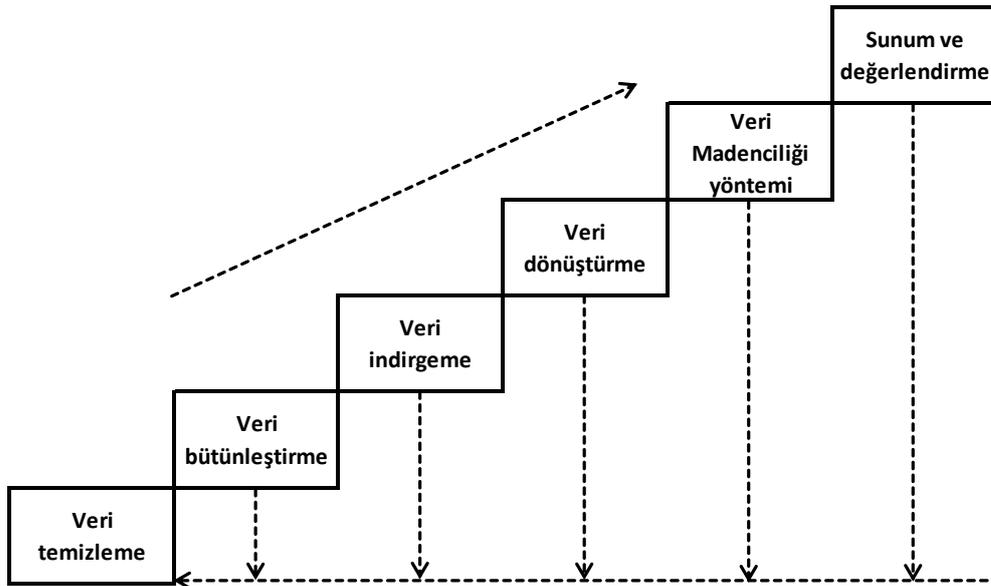 Sunum ve
değerlendirme
Veri
Madenciliği
yöntemi
Veri
dönüştürme
Veri
indirgeme
Veri
bütünleştirme
Veri
temizleme